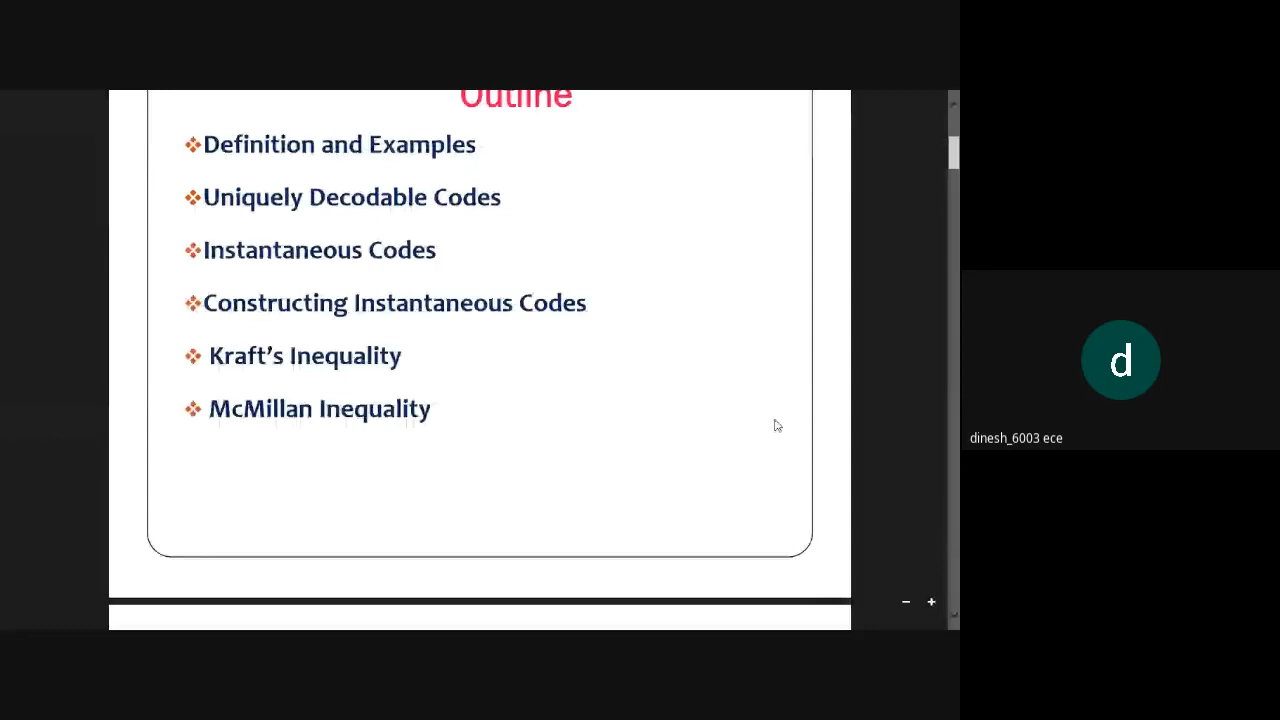 Outline
Definition and Examples
Uniquely Decodable Codes
Instantaneous Codes
Constructing Instantaneous Codes
Kraft's Inequality
McMillan Inequality
d
dinesh_6003 ece